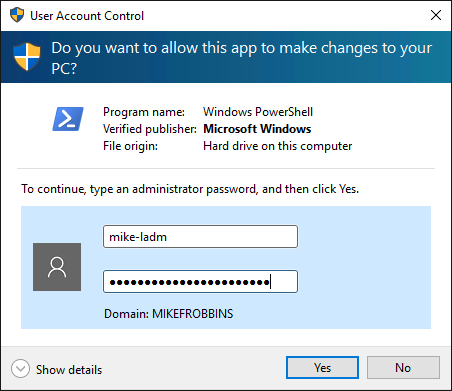 User Account Control
Do you want to allow this app to make changes to your
PC?
Program name: Windows PowerShell
Verified publisher: Microsoft Windows
File origin: Hard drive on this computer
To continue, type an administrator password, and then click Yes.
mike-ladm
●●●●●●●●●●●●●●●●●●●●●●●
Domain: MIKEFROBBINS
Show details
Yes
No